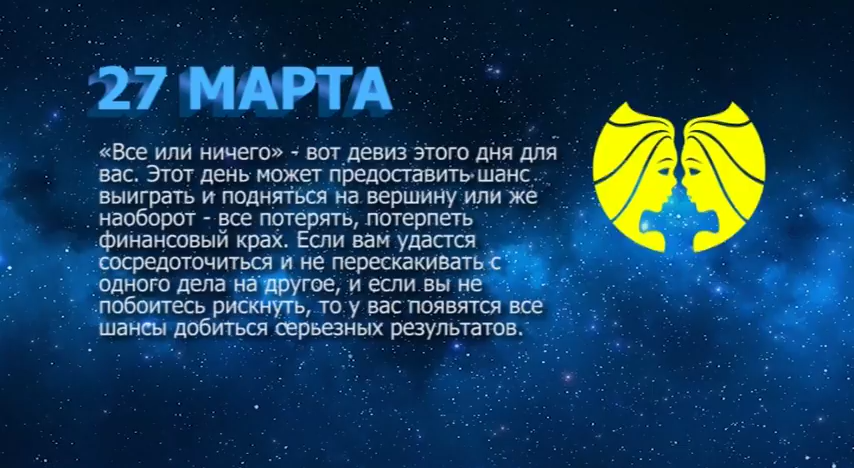 27 МАРТА
«Все или ничего» - вот девиз этого дня для
вас. Этот день может предоставить шанс
выиграть и подняться на вершину или же
наоборот - все потерять, потерпеть
финансовый крах. Если вам удастся
сосредоточиться и не перескакивать с
одного дела на другое, и если вы не
побоитесь рискнуть, то у вас появятся все
шансы добиться серьезных результатов.